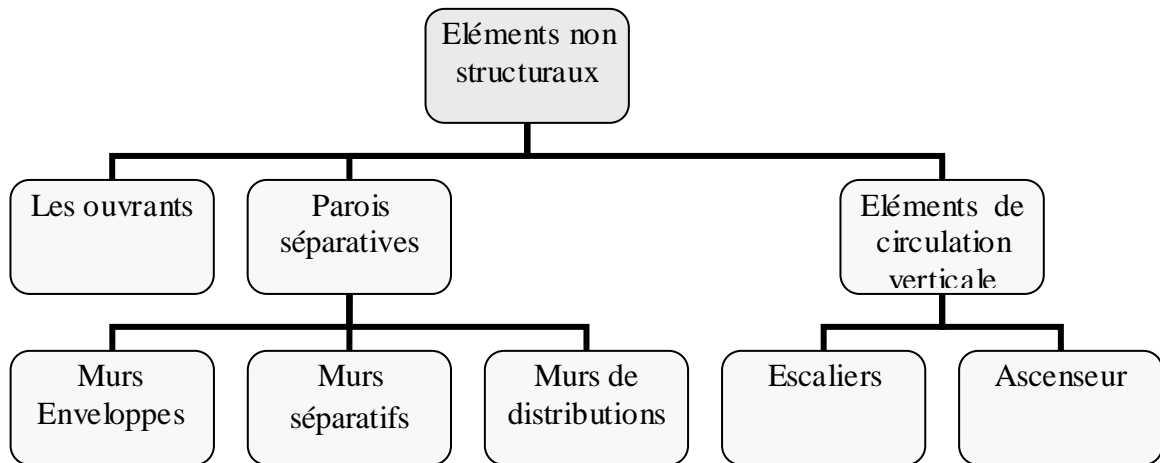 Eléments non
structuraux
Les ouvrants
Parois
séparatives
Eléments de
circulation
verticale
Murs
Enveloppes
Murs
séparatifs
Murs de
distributions
Escaliers
Ascenseur